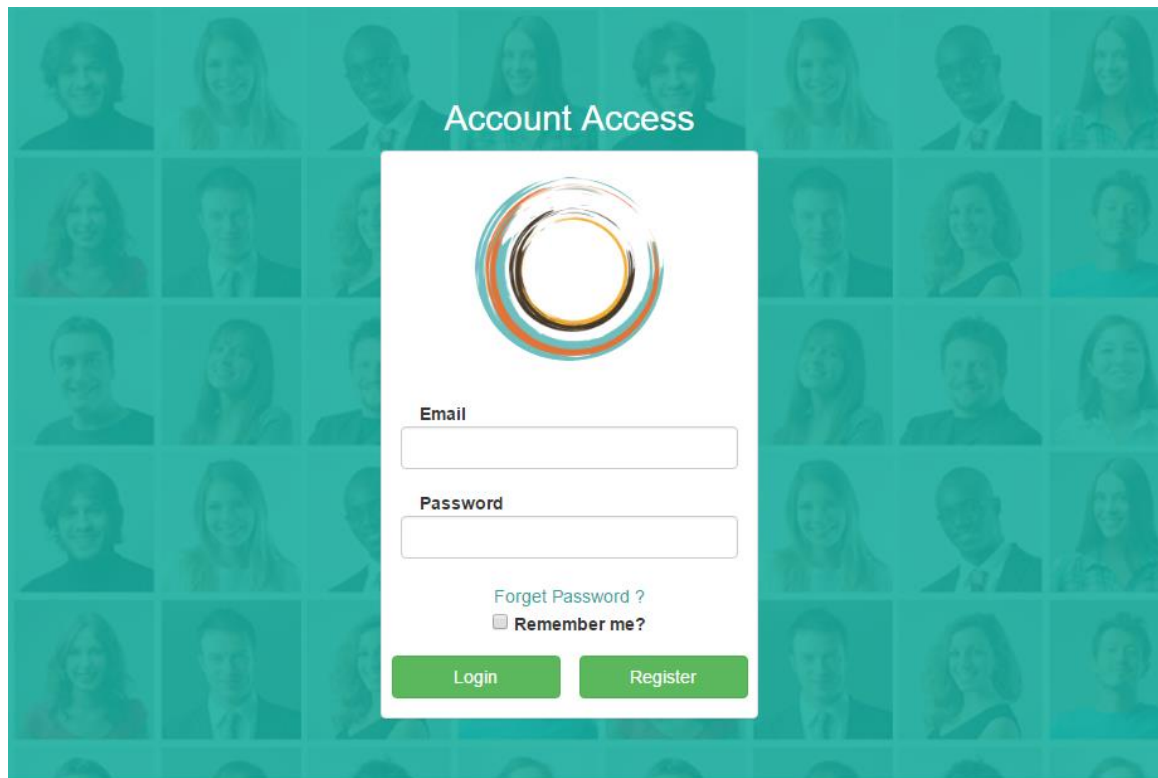 Account Access
Email
Password
Forget Password ?
Remember me?
Login Register